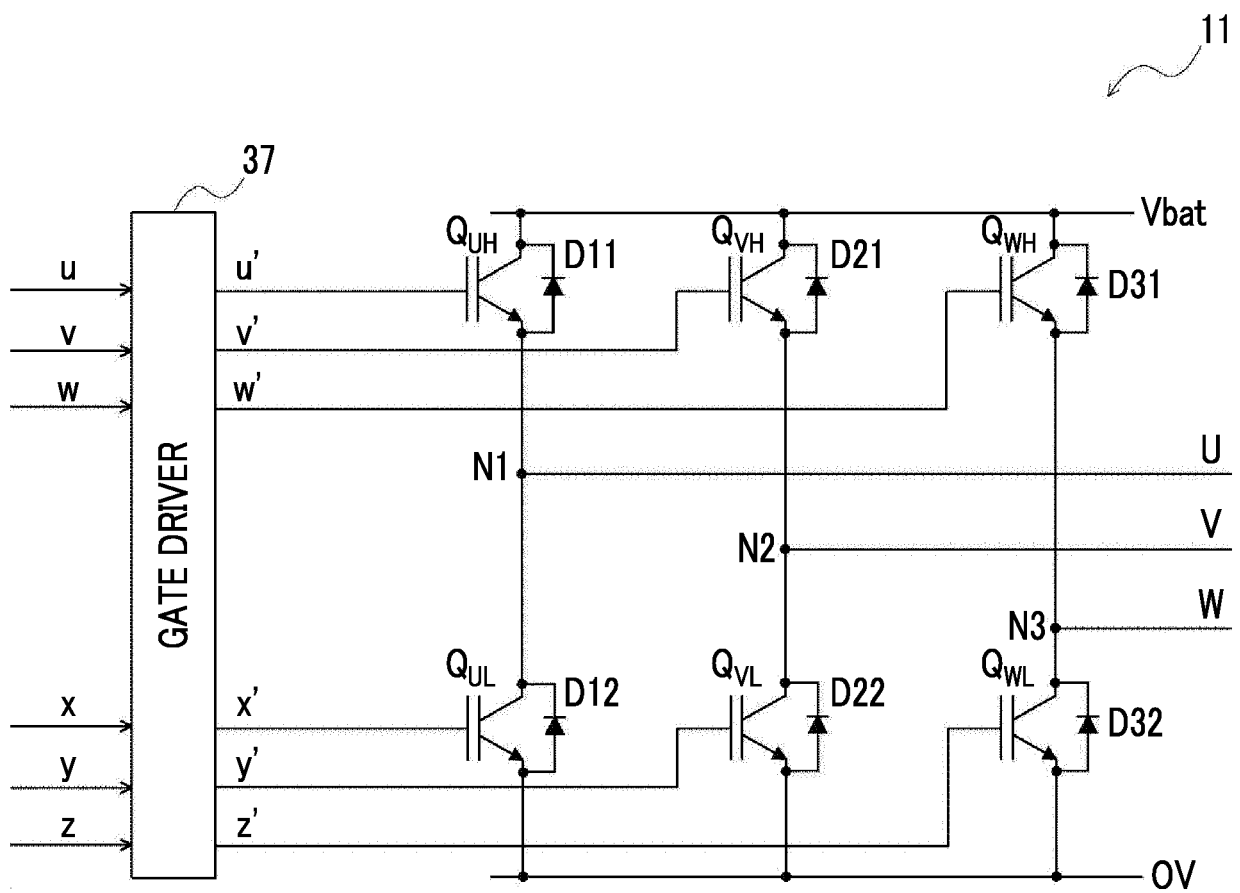 11
37
Vbat
QUH
D11
QVH
D21
QWH
D31
u
u'
v
v'
w
w'
GATE DRIVER
N1
U
N2
V
N3
W
QUL
D12
QVL
D22
QWL
D32
x
x'
y
y'
z
z'
0V